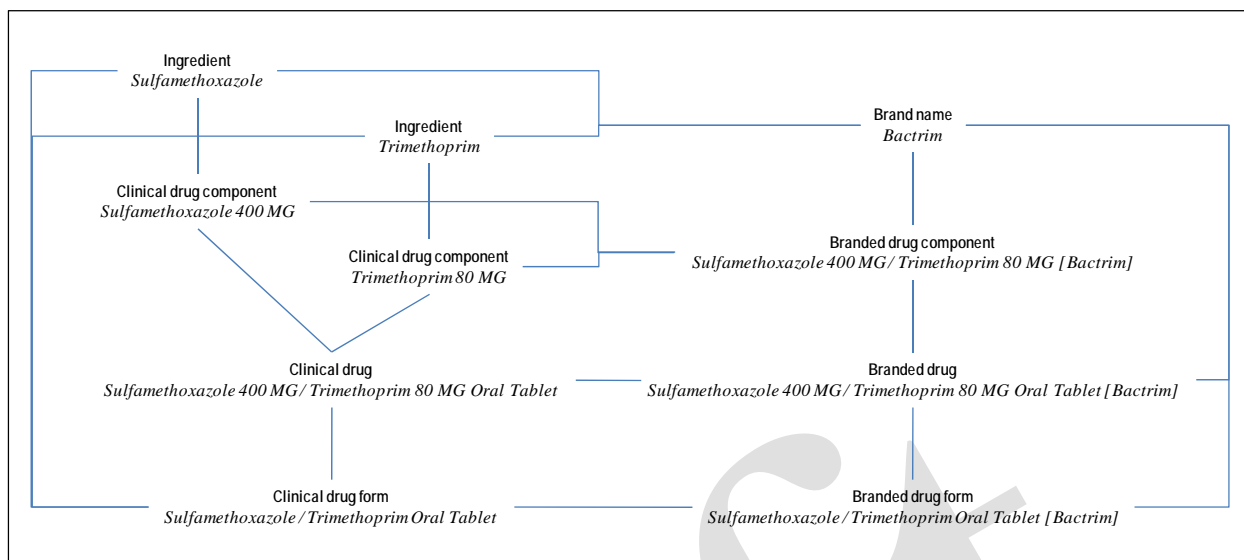 Ingredient
Sulfamethoxazole
Ingredient
Trimethoprim
Brand name
Bactrim
Clinical drug component
Sulfamethoxazole 400 MG
Clinical drug component
Trimethoprim 80 MG
Branded drug component
Sulfamethoxazole 400 MG / Trimethoprim 80 MG [Bactrim]
Clinical drug
Sulfamethoxazole 400 MG / Trimethoprim 80 MG Oral Tablet
Branded drug
Sulfamethoxazole 400 MG / Trimethoprim 80 MG Oral Tablet [Bactrim]
Clinical drug form
Sulfamethoxazole / Trimethoprim Oral Tablet
Branded drug form
Sulfamethoxazole / Trimethoprim Oral Tablet [Bactrim]